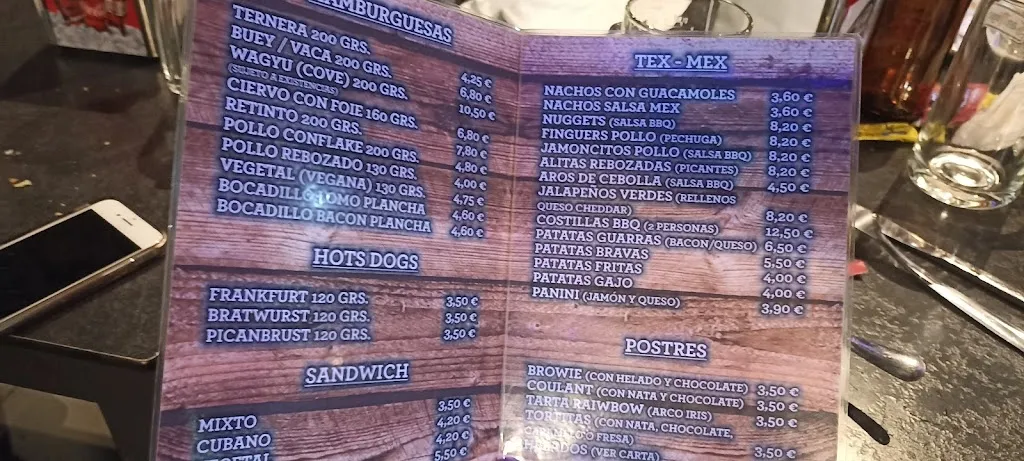 HAMBURGUESAS
TERNERA 200 GRS. 4,25 €
BUEY / VACA 200 GRS. 6,80 €
WAGYU (COVE) 200 GRS. 10,50 €
(SUJETO A EXISTENCIAS)
CIERVO CON FOIE 160 GRS. 6,80 €
RETINTO 200 GRS. 7,80 €
POLLO CONFLAKE 200 GRS. 4,80 €
POLLO REBOZADO 130 GRS. 4,00 €
VEGETAL (VEGANA) 130 GRS. 4,75 €
BOCADILLO LOMO PLANCHA 4,60 €
BOCADILLO BACON PLANCHA 4,60 €
HOTS DOGS
FRANKFURT 120 GRS. 3,50 €
BRATWURST 120 GRS. 3,50 €
PICANBRUST 120 GRS. 3,50 €
SANDWICH
MIXTO 3,50 €
CUBANO 4,20 €
4,20 €
5,50 €
TEX - MEX
NACHOS CON GUACAMOLES 3,60 €
NACHOS SALSA MEX 3,60 €
NUGGETS (SALSA BBQ) 8,20 €
FINGUERS POLLO (PECHUGA) 8,20 €
JAMONCITOS POLLO (SALSA BBQ) 8,20 €
ALITAS REBOZADAS (PICANTES) 8,20 €
AROS DE CEBOLLA (SALSA BBQ) 4,50 €
JALAPEÑOS VERDES (RELLENOS
QUESO CHEDDAR) 8,20 €
COSTILLAS BBQ (2 PERSONAS) 12,50 €
PATATAS GUARRAS (BACON/QUESO) 6,50 €
PATATAS BRAVAS 5,50 €
PATATAS FRITAS 4,00 €
PATATAS GAJO 4,00 €
PANINI (JAMÓN Y QUESO) 3,90 €
POSTRES
BROWIE (CON HELADO Y CHOCOLATE) 3,50 €
COULANT (CON NATA Y CHOCOLATE) 3,50 €
TARTA RAIWBOW (ARCO IRIS) 3,50 €
TORTITAS (CON NATA, CHOCOLATE,
CARAMELO O FRESA) 3,50 €
HELADOS (VER CARTA)